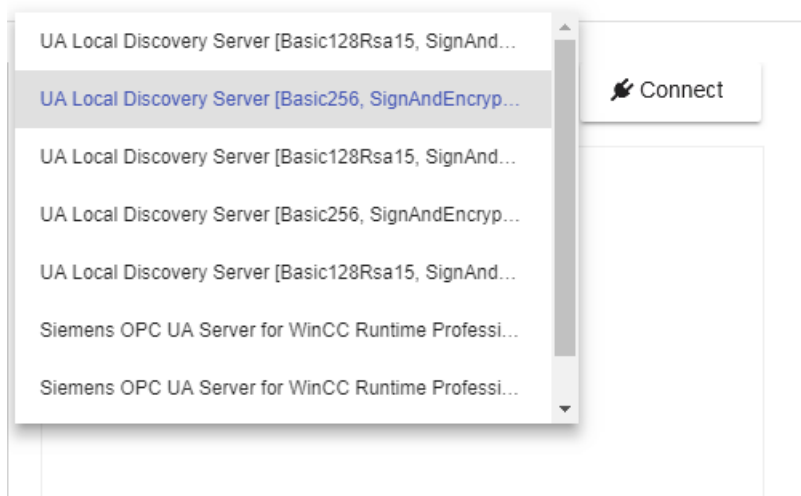 UA Local Discovery Server [Basic128Rsa15, SignAnd...
UA Local Discovery Server [Basic256, SignAndEncryp...
Connect
UA Local Discovery Server [Basic128Rsa15, SignAnd...
UA Local Discovery Server [Basic256, SignAndEncryp...
UA Local Discovery Server [Basic128Rsa15, SignAnd...
Siemens OPC UA Server for WinCC Runtime Professi...
Siemens OPC UA Server for WinCC Runtime Professi...